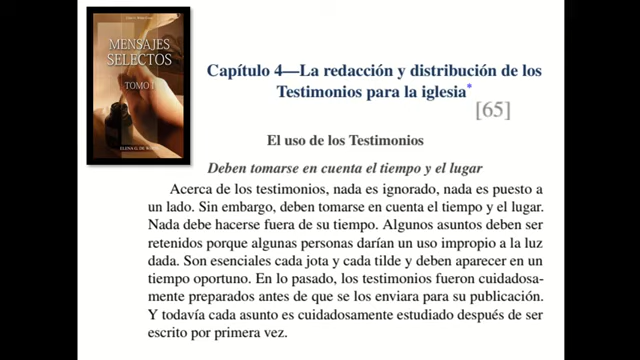 MENSAJES
SELECTOS
TOMO 1
Capítulo 4—La redacción y distribución de los
Testimonios para la iglesia*
[65]
El uso de los Testimonios
Deben tomarse en cuenta el tiempo y el lugar
Acerca de los testimonios, nada es ignorado, nada es puesto a
un lado. Sin embargo, deben tomarse en cuenta el tiempo y el lugar.
Nada debe hacerse fuera de su tiempo. Algunos asuntos deben ser
retenidos porque algunas personas darían un uso impropio a la luz
dada. Son esenciales cada jota y cada tilde y deben aparecer en un
tiempo oportuno. En lo pasado, los testimonios fueron cuidadosa-
mente preparados antes de que se los enviara para su publicación.
Y todavía cada asunto es cuidadosamente estudiado después de ser
escrito por primera vez.